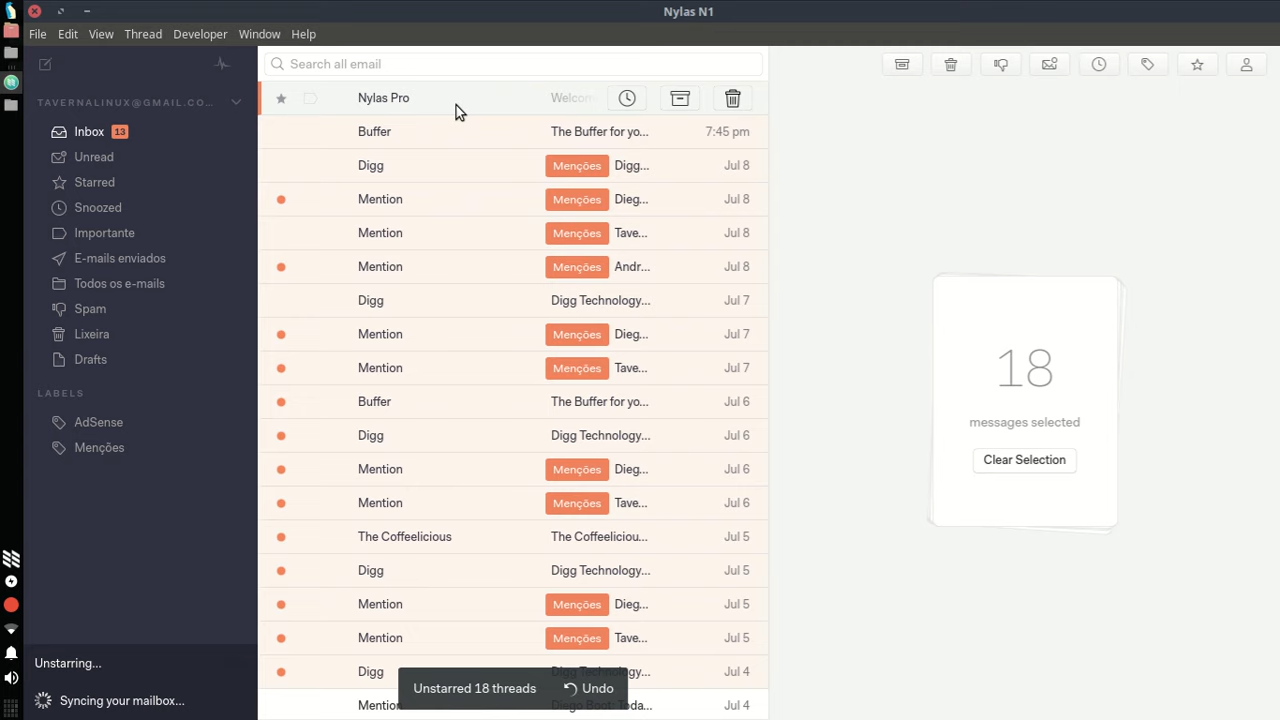 Nylas N1
File Edit View Thread Developer Window Help
Search all email
TAVERNALINUX@GMAIL.CO...
Inbox 13
Unread
Starred
Snoozed
Importante
E-mails enviados
Todos os e-mails
Spam
Lixeira
Drafts
LABELS
AdSense
Menções
Unstarring...
Syncing your mailbox...
Nylas Pro Welcom
Buffer The Buffer for yo... 7:45 pm
Digg Menções Digg... Jul 8
Mention Menções Dieg... Jul 8
Mention Menções Tave... Jul 8
Mention Menções Andr... Jul 8
Digg Digg Technology... Jul 7
Mention Menções Dieg... Jul 7
Mention Menções Tave... Jul 7
Buffer The Buffer for yo... Jul 6
Digg Digg Technology... Jul 6
Mention Menções Dieg... Jul 6
Mention Menções Tave... Jul 6
The Coffeelicious The Coffeeliciou... Jul 5
Digg Digg Technology... Jul 5
Mention Menções Dieg... Jul 5
Mention Menções Tave... Jul 5
Digg Digg Technology... Jul 4
Mention Diego Boot: Toda... Jul 4
Unstarred 18 threads Undo
18
messages selected
Clear Selection